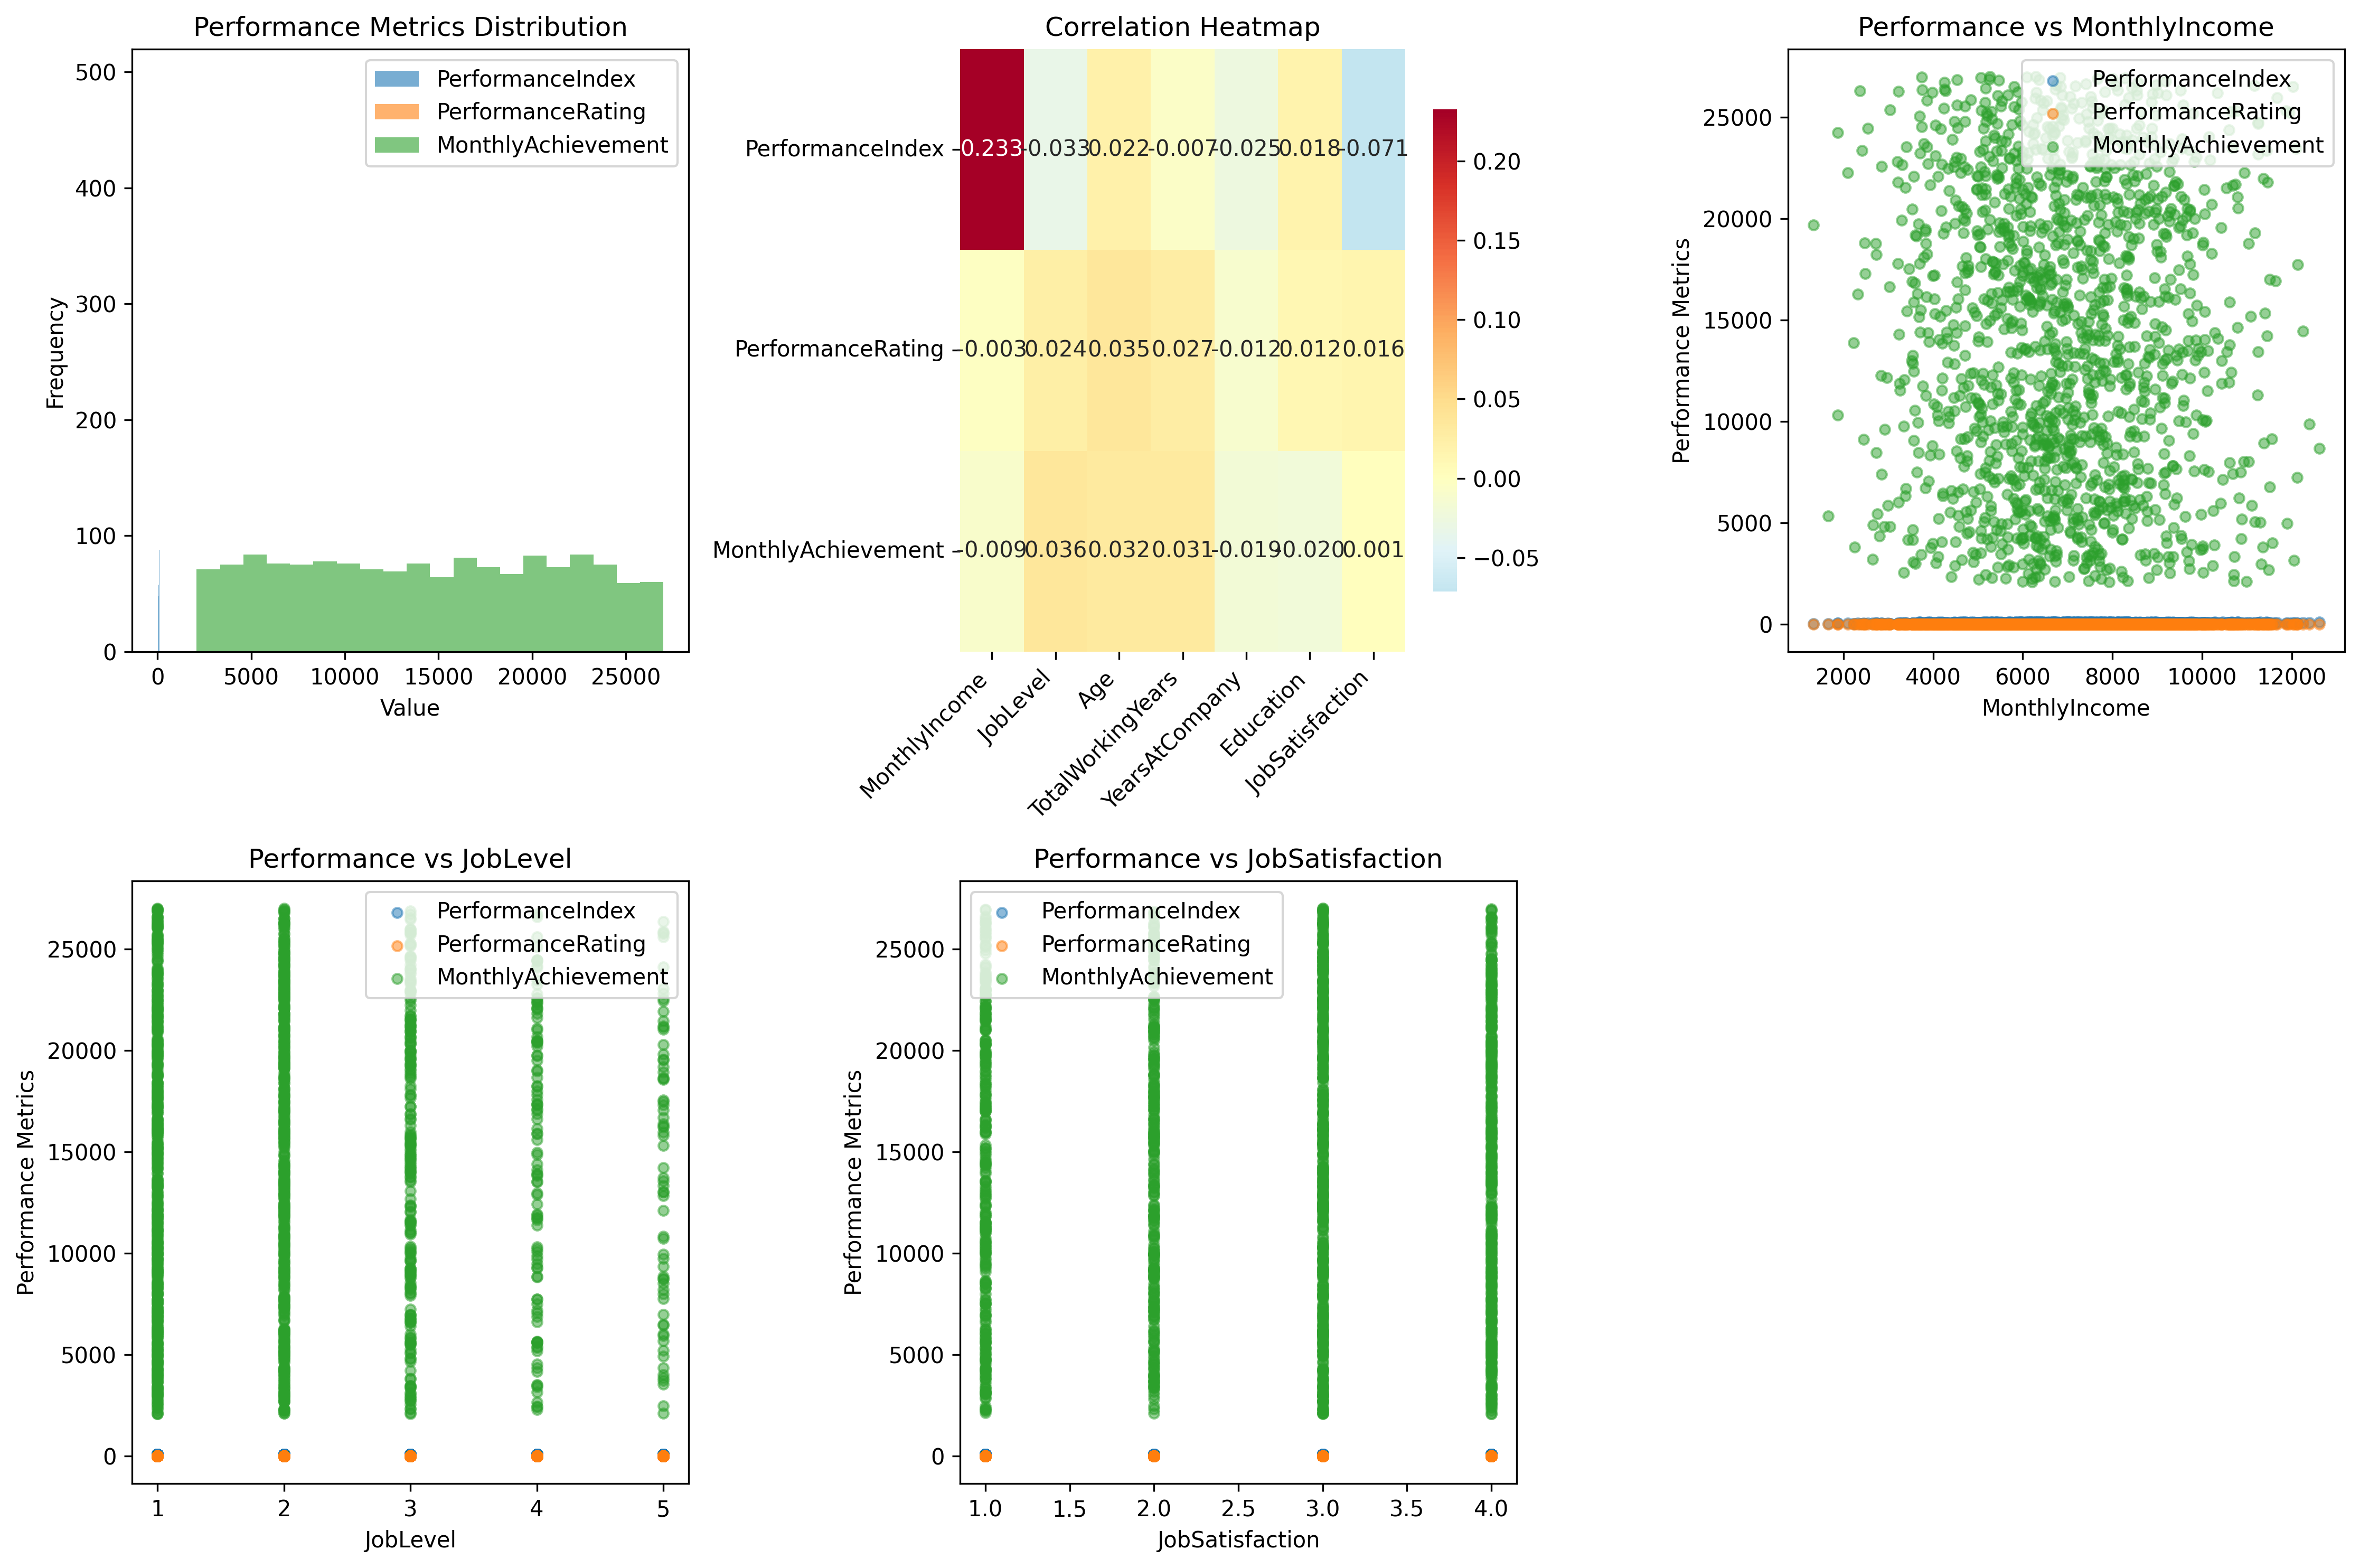 Performance Metrics Distribution
500
400
300
200
100
0
Frequency
PerformanceIndex
PerformanceRating
MonthlyAchievement
0 5000 10000 15000 20000 25000
Value
Correlation Heatmap
PerformanceIndex
PerformanceRating
MonthlyAchievement
0.233 -0.033 0.022 -0.007 -0.025 0.018 -0.071
-0.003 0.024 0.035 0.027 -0.012 0.012 0.016
-0.009 0.036 0.032 0.031 -0.019 -0.020 0.001
MonthlyIncome
JobLevel
Age
TotalWorkingYears
YearsAtCompany
Education
JobSatisfaction
0.20
0.15
0.10
0.05
0.00
−0.05
Performance vs MonthlyIncome
25000
20000
15000
10000
5000
0
Performance Metrics
PerformanceIndex
PerformanceRating
MonthlyAchievement
2000 4000 6000 8000 10000 12000
MonthlyIncome
Performance vs JobLevel
25000
20000
15000
10000
5000
0
Performance Metrics
PerformanceIndex
PerformanceRating
MonthlyAchievement
1 2 3 4 5
JobLevel
Performance vs JobSatisfaction
25000
20000
15000
10000
5000
0
Performance Metrics
PerformanceIndex
PerformanceRating
MonthlyAchievement
1.0 1.5 2.0 2.5 3.0 3.5 4.0
JobSatisfaction